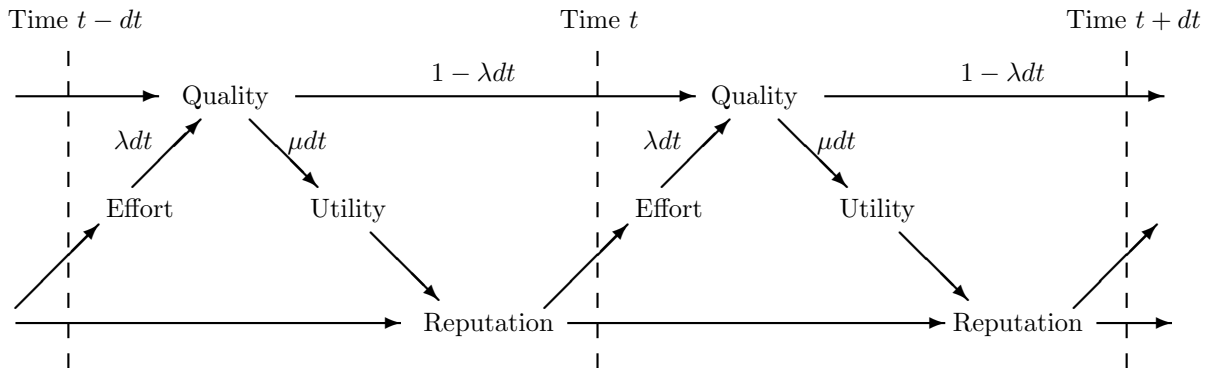 Time t − dt Time t Time t + dt
1 − λdt 1 − λdt
Quality Quality
λdt μdt λdt μdt
Effort Utility Effort Utility
Reputation Reputation